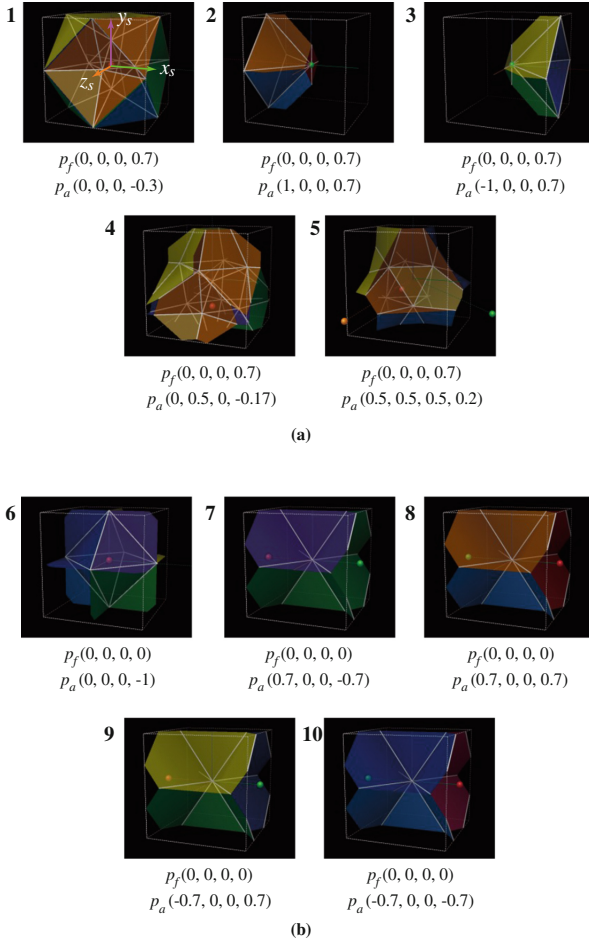 1 2 3
y_s
x_s
z_s
p_f(0, 0, 0, 0.7) p_f(0, 0, 0, 0.7) p_f(0, 0, 0, 0.7)
p_a(0, 0, 0, -0.3) p_a(1, 0, 0, 0.7) p_a(-1, 0, 0, 0.7)
4 5
p_f(0, 0, 0, 0.7) p_f(0, 0, 0, 0.7)
p_a(0, 0.5, 0, -0.17) p_a(0.5, 0.5, 0.5, 0.2)
(a)
6 7 8
p_f(0, 0, 0, 0) p_f(0, 0, 0, 0) p_f(0, 0, 0, 0)
p_a(0, 0, 0, -1) p_a(0.7, 0, 0, -0.7) p_a(0.7, 0, 0, 0.7)
9 10
p_f(0, 0, 0, 0) p_f(0, 0, 0, 0)
p_a(-0.7, 0, 0, 0.7) p_a(-0.7, 0, 0, -0.7)
(b)